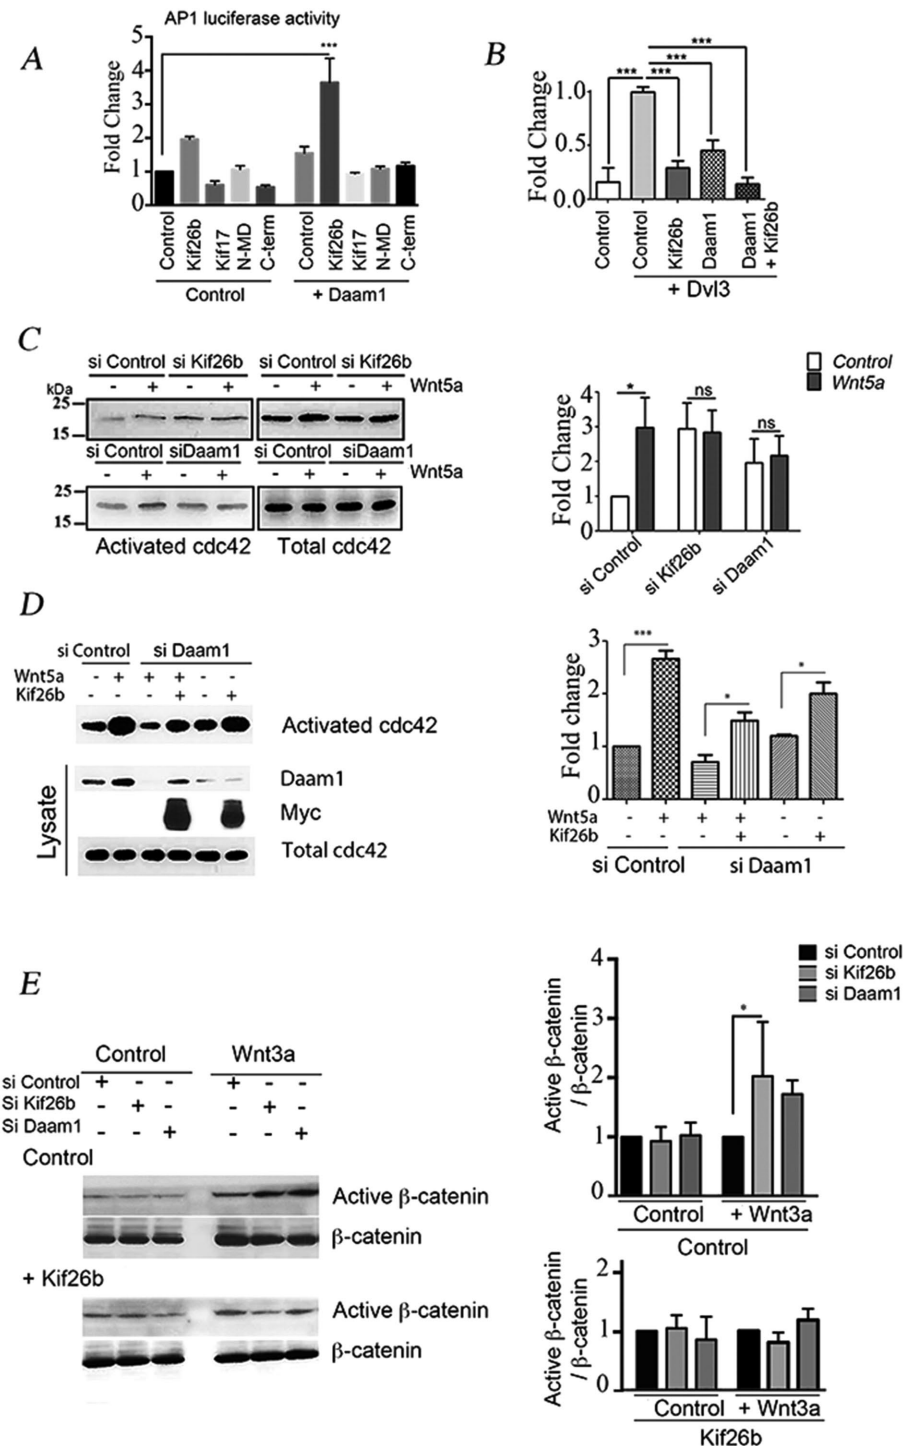 A
AP1 luciferase activity
Fold Change
5
4
3
2
1
0
***
Control
Kif26b
Kif17
N-MD
C-term
Control
Kif26b
Kif17
N-MD
C-term
Control
+ Daam1
B
Fold Change
1.0
0.5
0.0
***
***
***
***
Control
Control
Kif26b
Daam1
Daam1
+ Kif26b
+ Dvl3
C
si Control si Kif26b si Control si Kif26b
kDa - + - + - + - + Wnt5a
25
15
si Control siDaam1 si Control siDaam1
- + - + - + - + Wnt5a
25
15
Activated cdc42 Total cdc42
Control
Wnt5a
Fold Change
4
3
2
1
0
*
ns
ns
si Control
si Kif26b
si Daam1
D
si Control si Daam1
Wnt5a - + + + - -
Kif26b - - - + - +
Activated cdc42
Lysate
Daam1
Myc
Total cdc42
Fold change
3
2
1
0
***
*
*
Wnt5a - + + + - -
Kif26b - - - + - +
si Control si Daam1
E
Control Wnt3a
si Control + - - + - -
Si Kif26b - + - - + -
Si Daam1 - - + - - +
Control
Active β-catenin
β-catenin
+ Kif26b
Active β-catenin
β-catenin
si Control
si Kif26b
si Daam1
Active β-catenin
/ β-catenin
4
3
2
1
0
*
Control + Wnt3a
Control
Active β-catenin
/ β-catenin
2
1
0
Control + Wnt3a
Kif26b